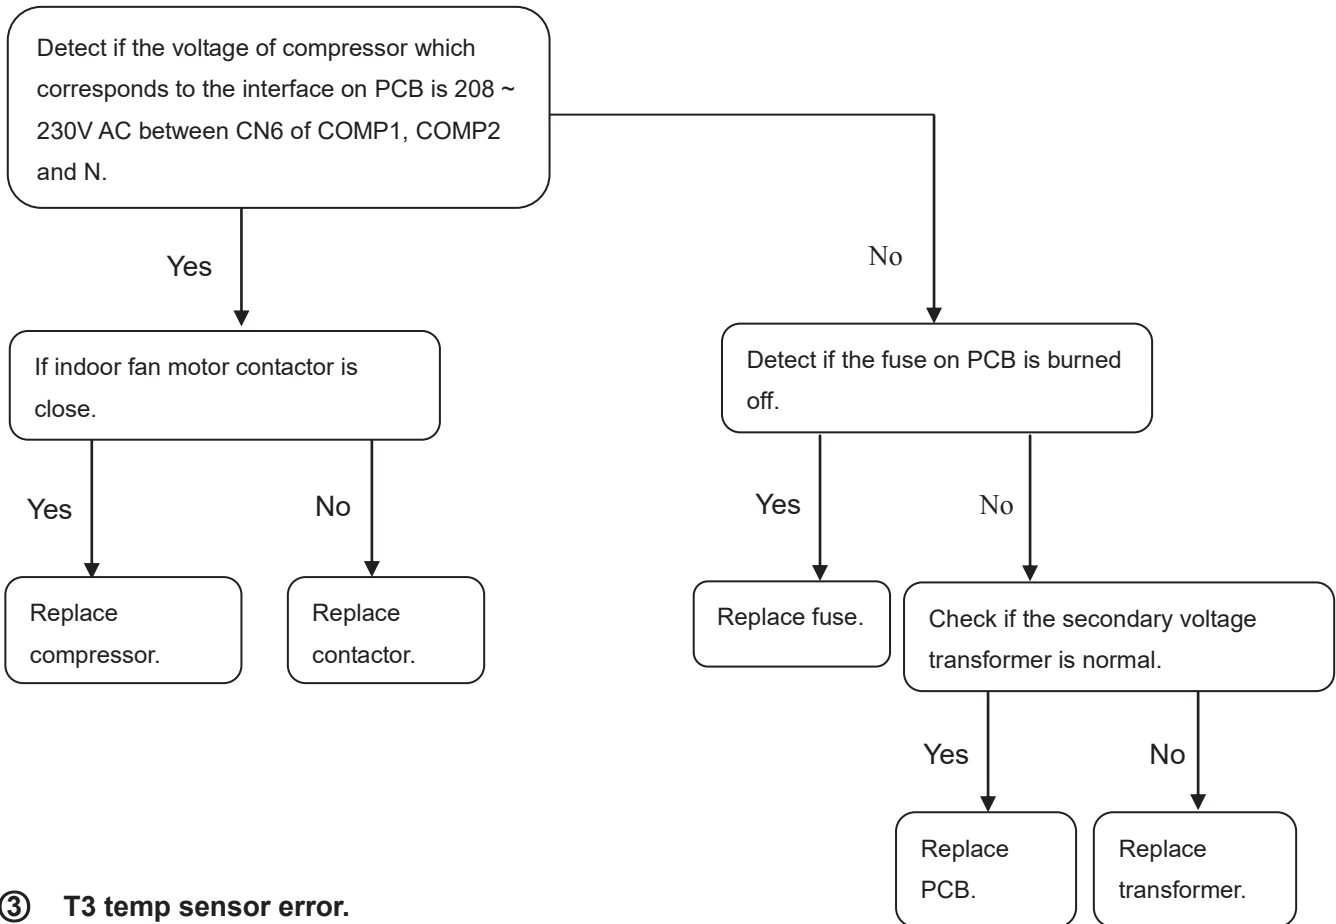 Detect if the voltage of compressor which
corresponds to the interface on PCB is 208 ~
230V AC between CN6 of COMP1, COMP2
and N.
Yes
No
If indoor fan motor contactor is
close.
Detect if the fuse on PCB is burned
off.
Yes
No
Yes
No
Replace
compressor.
Replace
contactor.
Replace fuse.
Check if the secondary voltage
transformer is normal.
Yes
No
Replace
PCB.
Replace
transformer.
③ T3 temp sensor error.